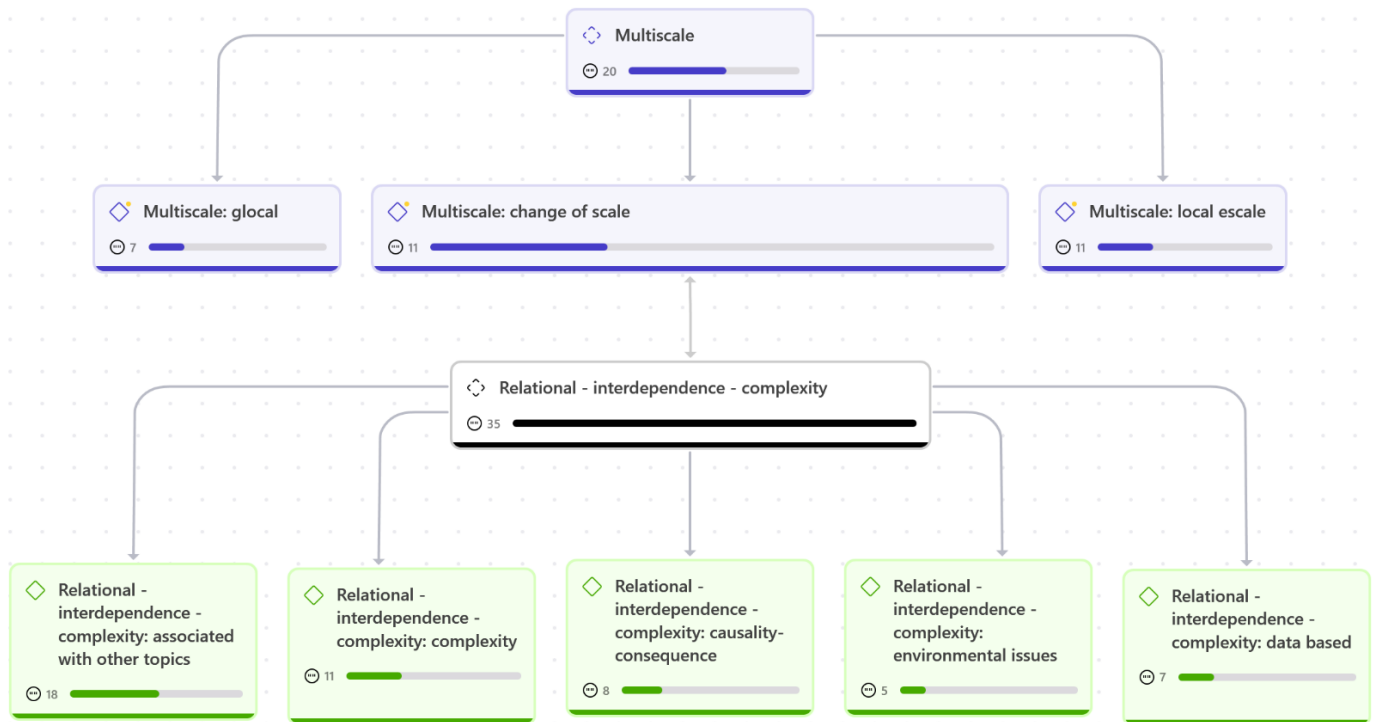 Multiscale
20
Multiscale: glocal
7
Multiscale: change of scale
11
Multiscale: local escale
11
Relational - interdependence - complexity
35
Relational -
interdependence -
complexity: associated
with other topics
18
Relational -
interdependence -
complexity: complexity
11
Relational -
interdependence -
complexity: causality-
consequence
8
Relational -
interdependence -
complexity:
environmental issues
5
Relational -
interdependence -
complexity: data based
7